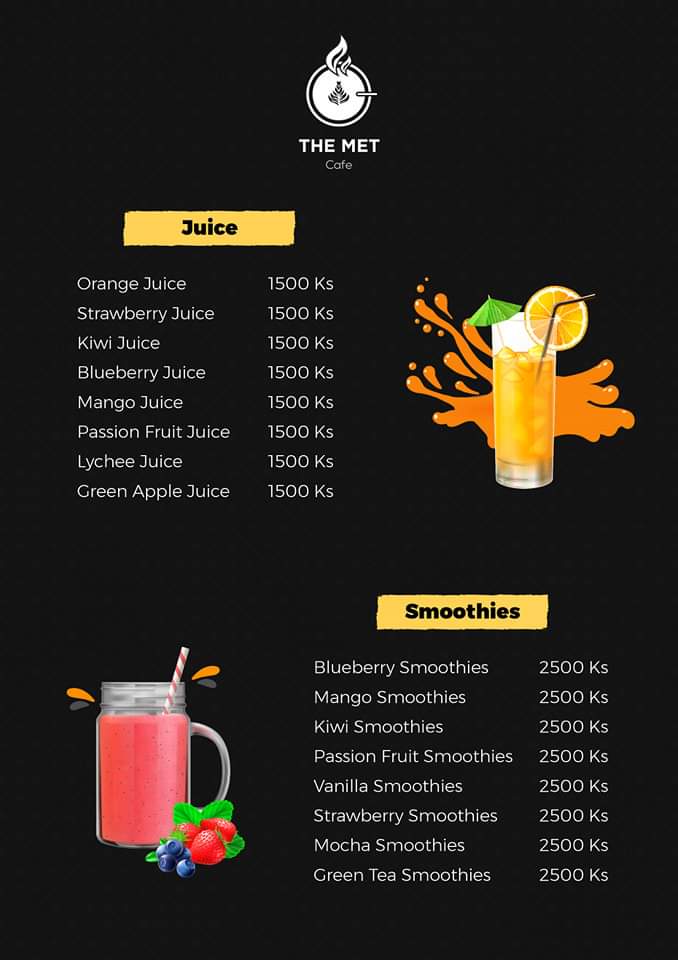 THE MET
Cafe
Juice
Orange Juice 1500 Ks
Strawberry Juice 1500 Ks
Kiwi Juice 1500 Ks
Blueberry Juice 1500 Ks
Mango Juice 1500 Ks
Passion Fruit Juice 1500 Ks
Lychee Juice 1500 Ks
Green Apple Juice 1500 Ks
Smoothies
Blueberry Smoothies 2500 Ks
Mango Smoothies 2500 Ks
Kiwi Smoothies 2500 Ks
Passion Fruit Smoothies 2500 Ks
Vanilla Smoothies 2500 Ks
Strawberry Smoothies 2500 Ks
Mocha Smoothies 2500 Ks
Green Tea Smoothies 2500 Ks